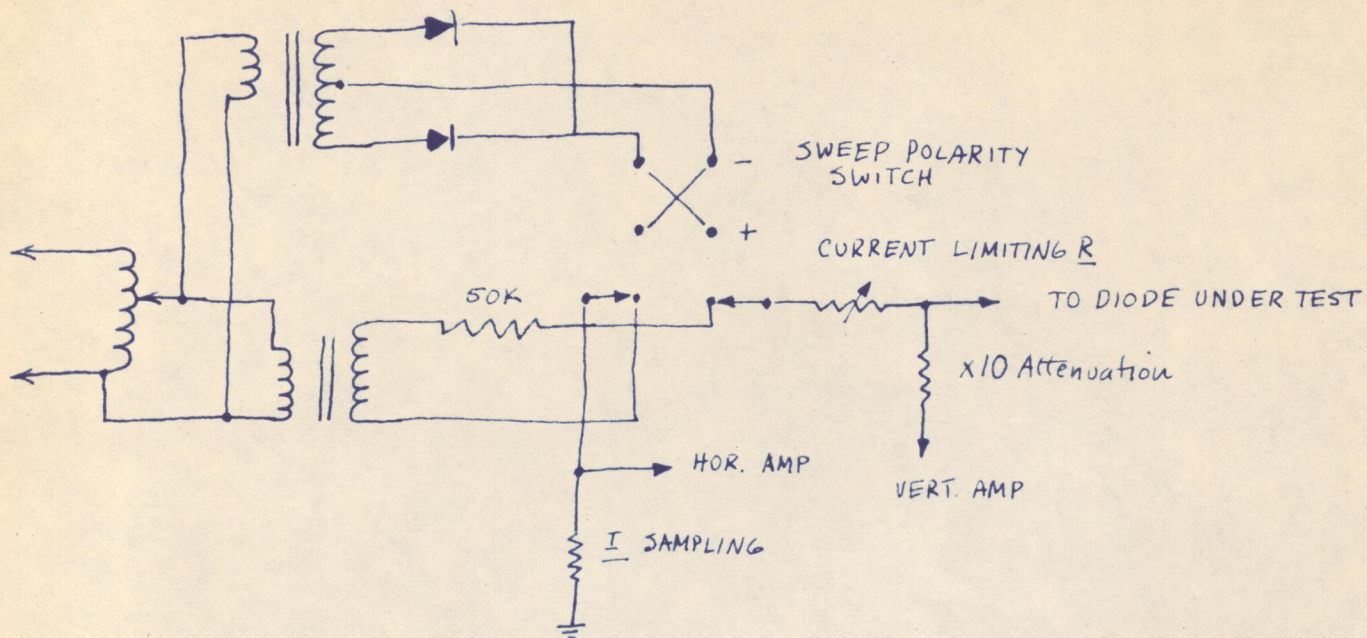 - SWEEP POLARITY
SWITCH
+
CURRENT LIMITING R
50K
TO DIODE UNDER TEST
x10 Attenuation
HOR. AMP
VERT. AMP
I SAMPLING